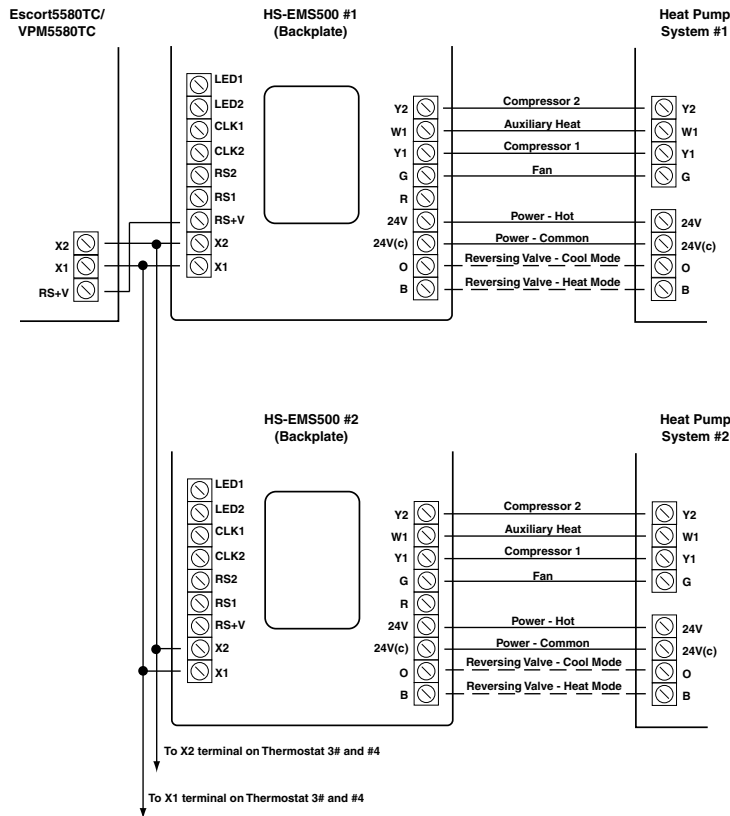 Escort5580TC/
VPM5580TC
HS-EMS500 #1
(Backplate)
Heat Pump
System #1
LED1
LED2
CLK1
CLK2
RS2
RS1
RS+V
X2
X1
X2
X1
RS+V
Y2
W1
Y1
G
R
24V
24V(c)
O
B
Compressor 2
Auxiliary Heat
Compressor 1
Fan
Power - Hot
Power - Common
Reversing Valve - Cool Mode
Reversing Valve - Heat Mode
Y2
W1
Y1
G
24V
24V(c)
O
B
HS-EMS500 #2
(Backplate)
Heat Pump
System #2
LED1
LED2
CLK1
CLK2
RS2
RS1
RS+V
X2
X1
Y2
W1
Y1
G
R
24V
24V(c)
O
B
Compressor 2
Auxiliary Heat
Compressor 1
Fan
Power - Hot
Power - Common
Reversing Valve - Cool Mode
Reversing Valve - Heat Mode
Y2
W1
Y1
G
24V
24V(c)
O
B
To X2 terminal on Thermostat 3# and #4
To X1 terminal on Thermostat 3# and #4